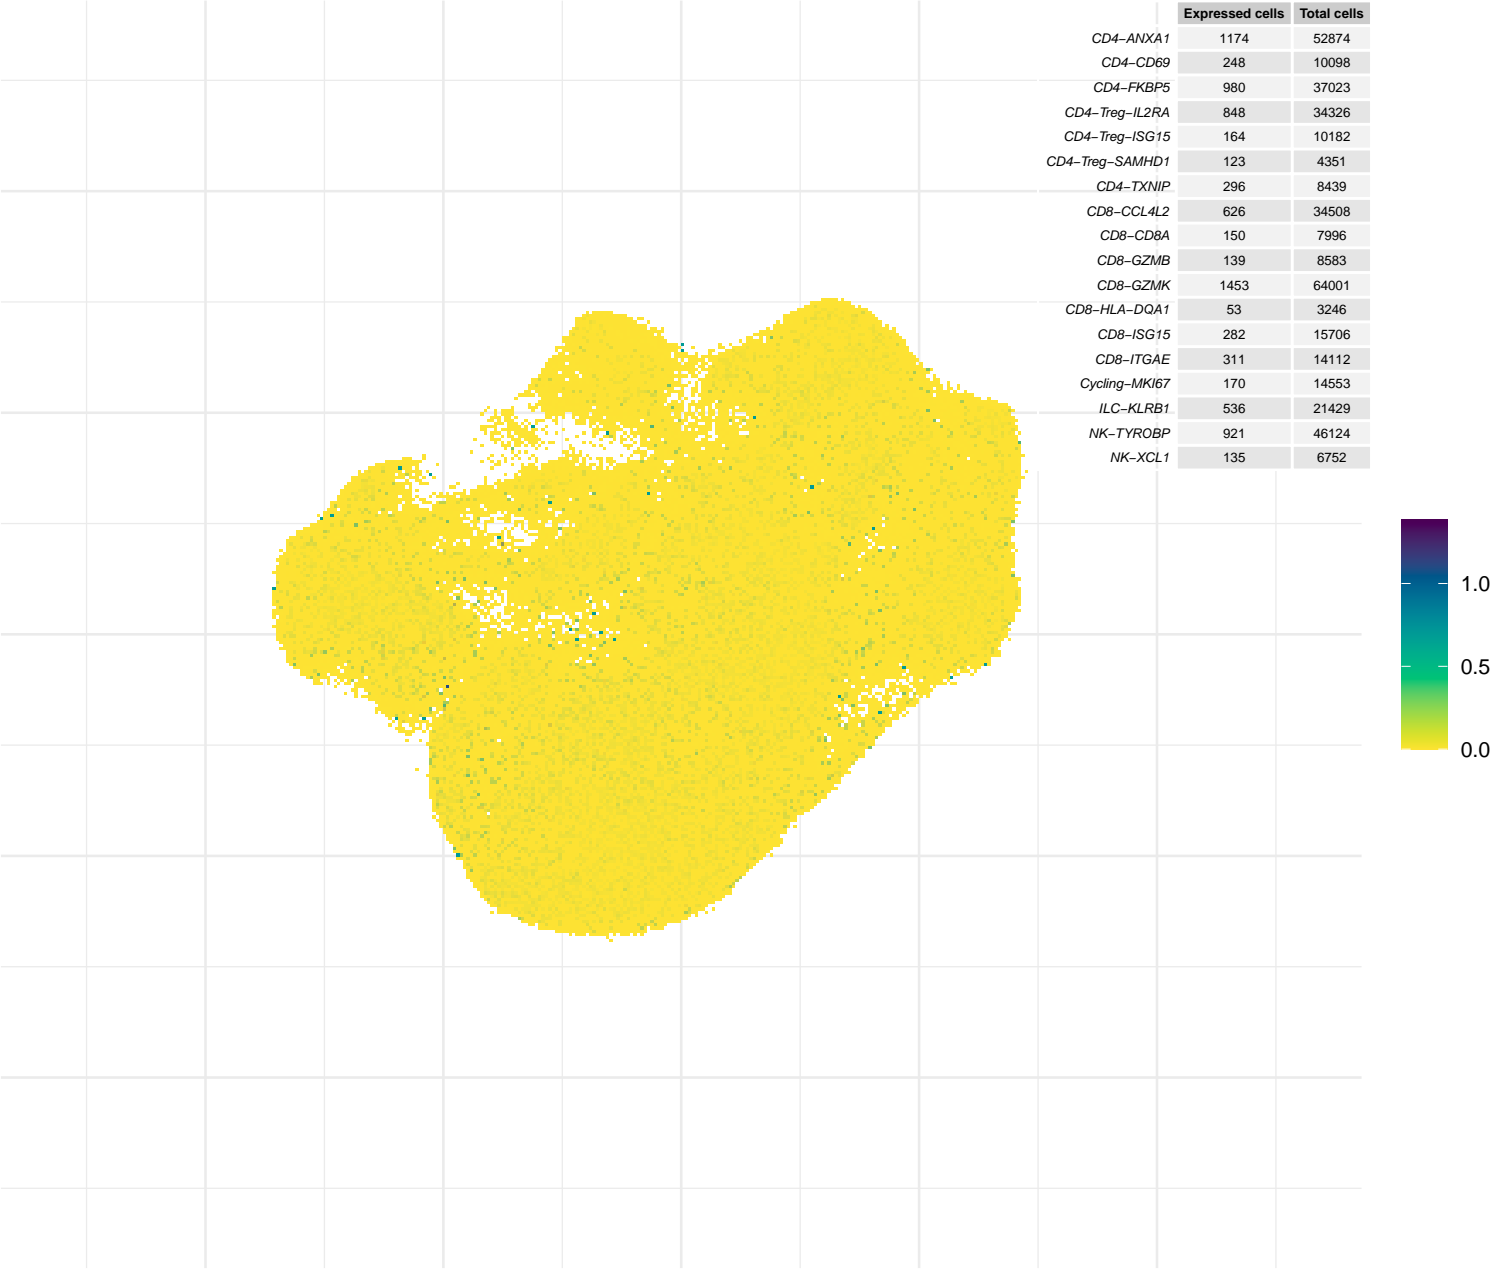 Expressed cells Total cells
CD4−ANXA1 1174 52874
CD4−CD69 248 10098
CD4−FKBP5 980 37023
CD4−Treg−IL2RA 848 34326
CD4−Treg−ISG15 164 10182
CD4−Treg−SAMHD1 123 4351
CD4−TXNIP 296 8439
CD8−CCL4L2 626 34508
CD8−CD8A 150 7996
CD8−GZMB 139 8583
CD8−GZMK 1453 64001
CD8−HLA−DQA1 53 3246
CD8−ISG15 282 15706
CD8−ITGAE 311 14112
Cycling−MKI67 170 14553
ILC−KLRB1 536 21429
NK−TYROBP 921 46124
NK−XCL1 135 6752
1.0
0.5
0.0